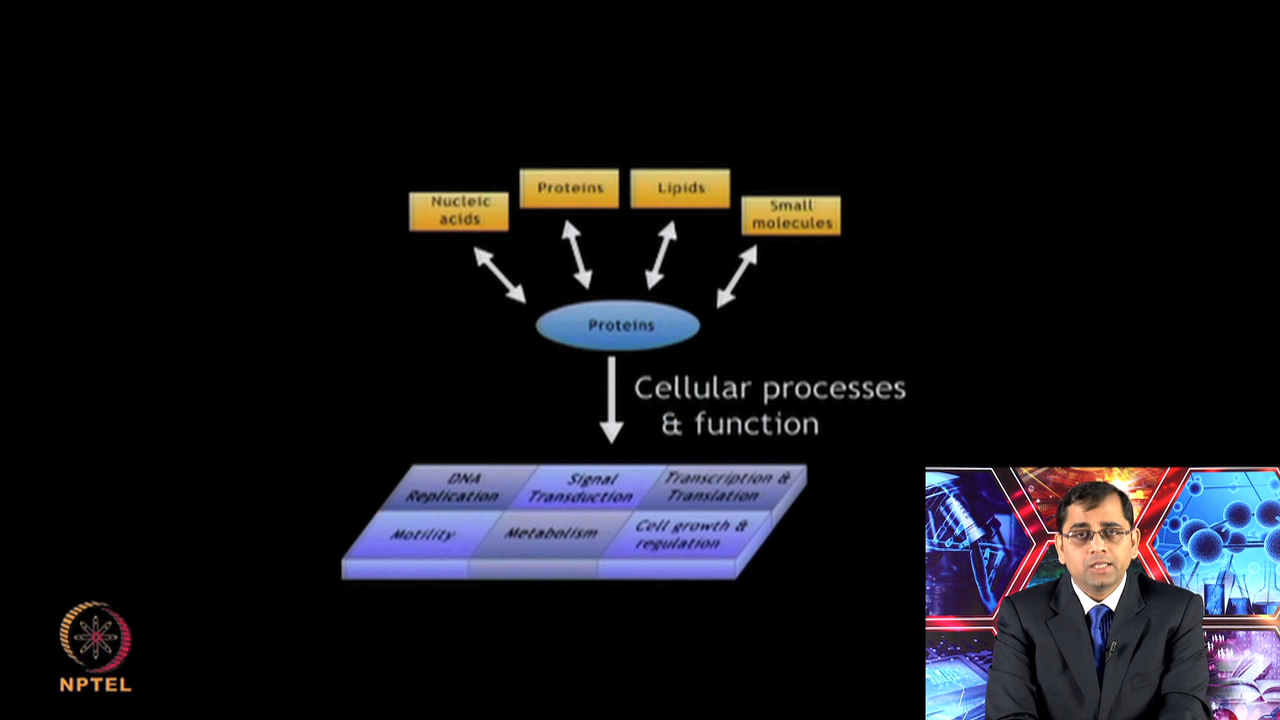 Nucleic
acids
Proteins
Lipids
Small
molecules
Proteins
Cellular processes
& function
DNA
Replication
Signal
Transduction
Transcription &
Translation
Motility
Metabolism
Cell growth &
regulation
NPTEL